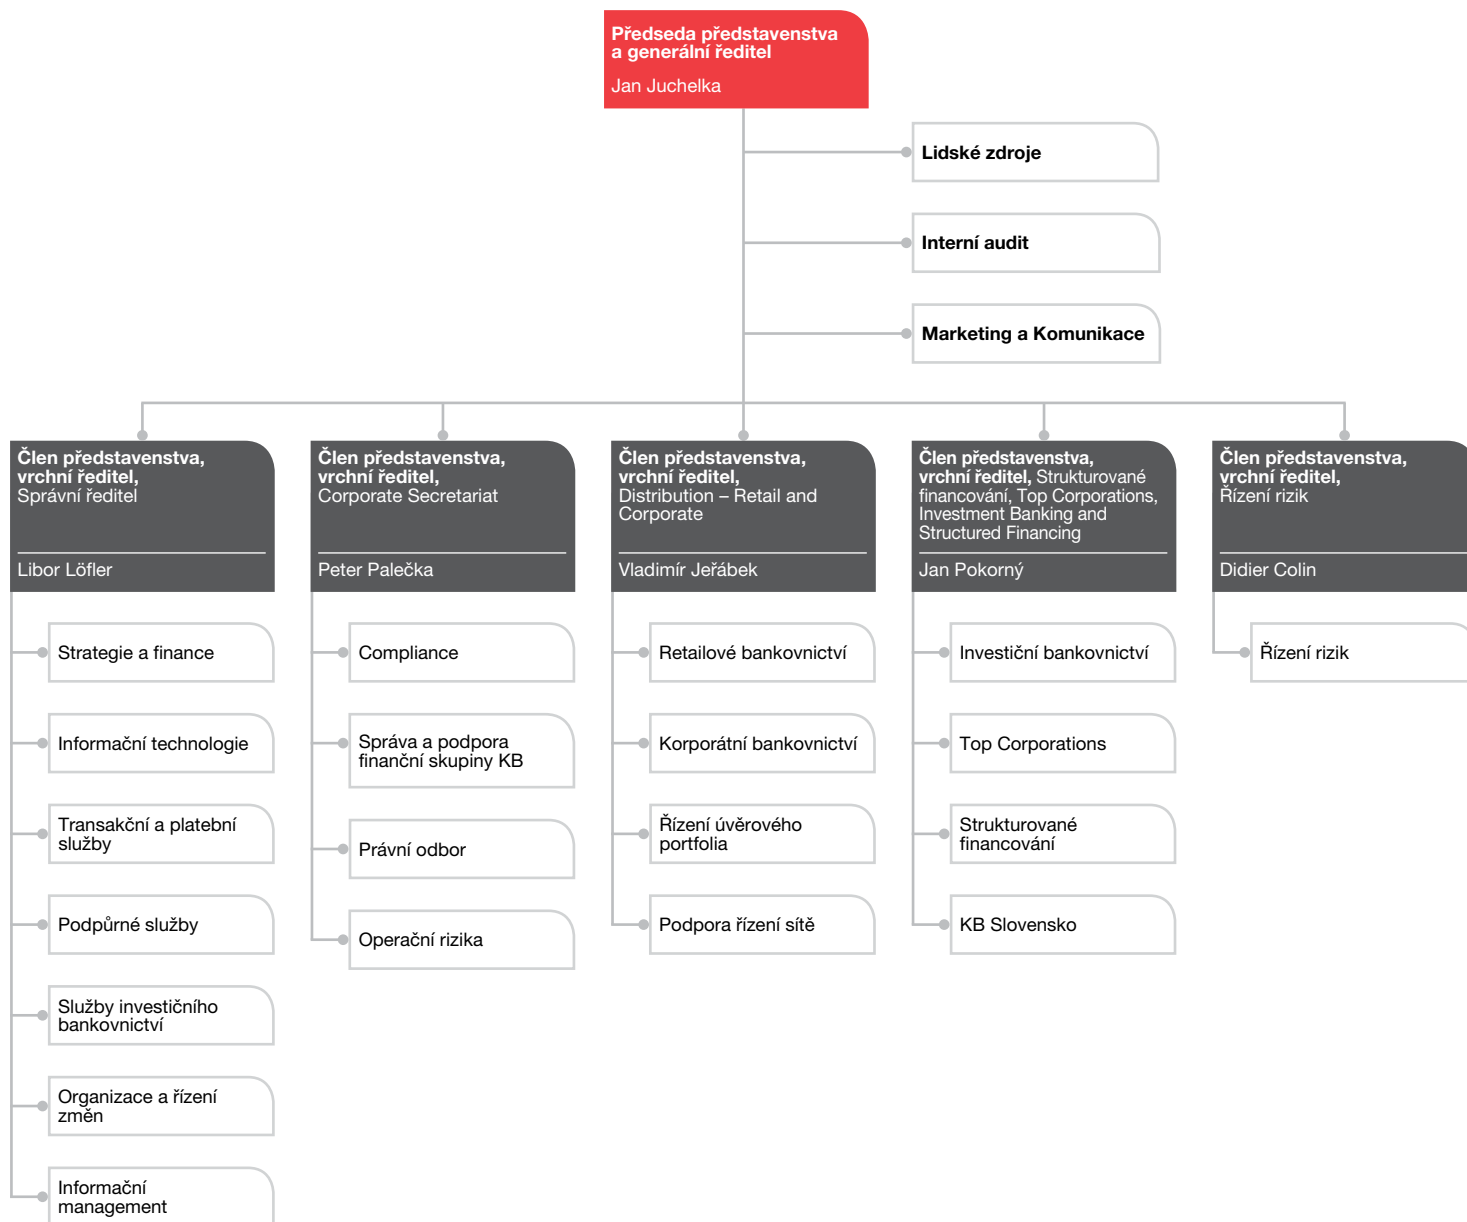 Předseda představenstva
a generální ředitel
Jan Juchelka
Lidské zdroje
Interní audit
Marketing a Komunikace
Člen představenstva,
vrchní ředitel,
Správní ředitel
Libor Löfler
Strategie a finance
Informační technologie
Transakční a platební
služby
Podpůrné služby
Služby investičního
bankovnictví
Organizace a řízení
změn
Informační
management
Člen představenstva,
vrchní ředitel,
Corporate Secretariat
Peter Palečka
Compliance
Správa a podpora
finanční skupiny KB
Právní odbor
Operační rizika
Člen představenstva,
vrchní ředitel,
Distribution – Retail and
Corporate
Vladimír Jeřábek
Retailové bankovnictví
Korporátní bankovnictví
Řízení úvěrového
portfolia
Podpora řízení sítě
Člen představenstva,
vrchní ředitel, Strukturované
financování, Top Corporations,
Investment Banking and
Structured Financing
Jan Pokorný
Investiční bankovnictví
Top Corporations
Strukturované
financování
KB Slovensko
Člen představenstva,
vrchní ředitel,
Řízení rizik
Didier Colin
Řízení rizik